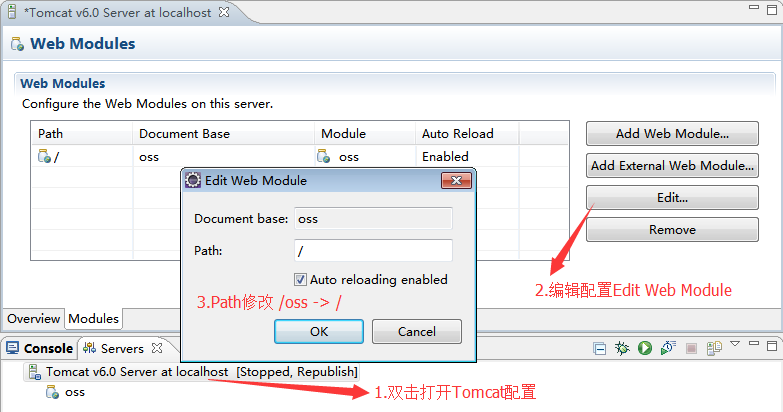 *Tomcat v6.0 Server at localhost
Web Modules
Web Modules
Configure the Web Modules on this server.
Path Document Base Module Auto Reload
/ oss oss Enabled
Add Web Module...
Add External Web Module...
Edit...
Remove
Edit Web Module
Document base: oss
Path: /
Auto reloading enabled
3.Path修改 /oss -> /
OK Cancel
2.编辑配置Edit Web Module
Overview Modules
Console Servers
Tomcat v6.0 Server at localhost [Stopped, Republish]
oss
1.双击打开Tomcat配置